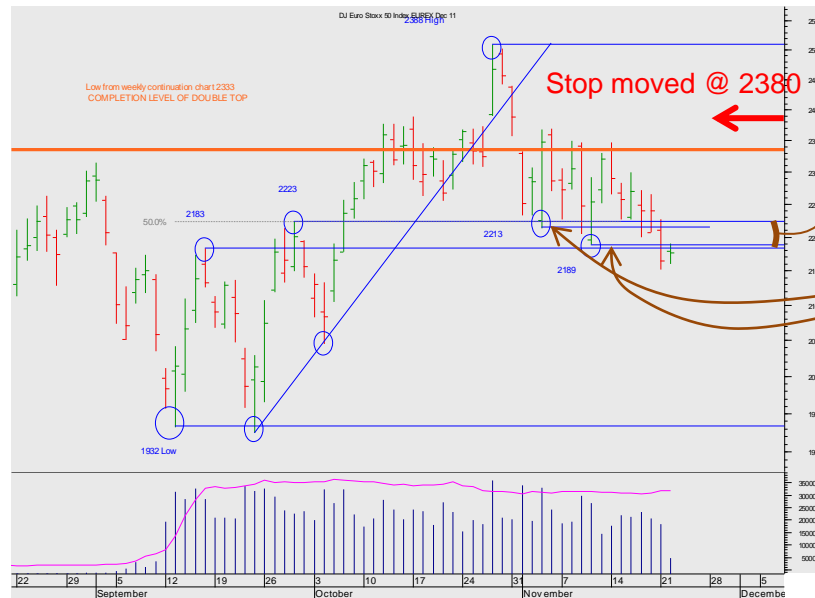 DJ Euro Stoxx 50 Index EUREX Dec 11
2388 High
Low from weekly continuation chart 2333
COMPLETION LEVEL OF DOUBLE TOP
Stop moved @ 2380
50.0%
2183
2223
2213
2189
1932 Low
35000
30000
25000
20000
15000
10000
5000
22 29 5 12 19 26 3 10 17 24 31 7 14 21 28 5
September October November December